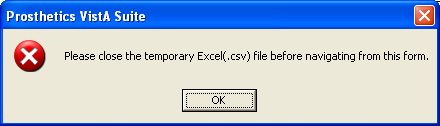 Prosthetics VistA Suite
Please close the temporary Excel(.csv) file before navigating from this form.
OK